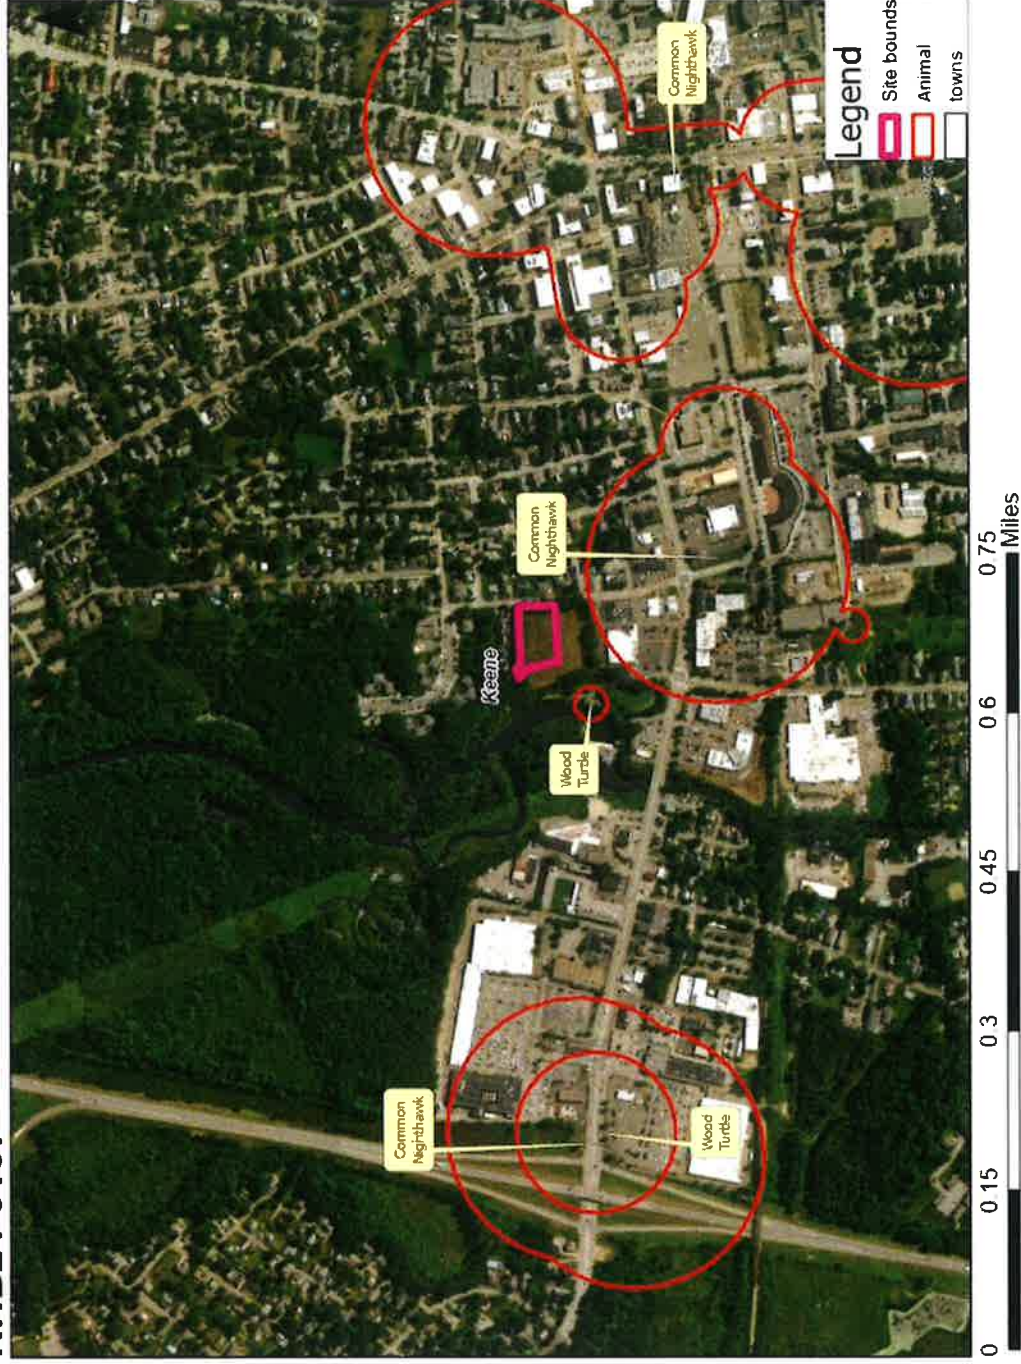 Common
Nighthawk
Wood
Turtle
Common
Nighthawk
Keene
Wood
Turtle
Common
Nighthawk
Legend
Site bounds
Animal
towns
0 0.15 0.3 0.45 0.6 0.75
Miles